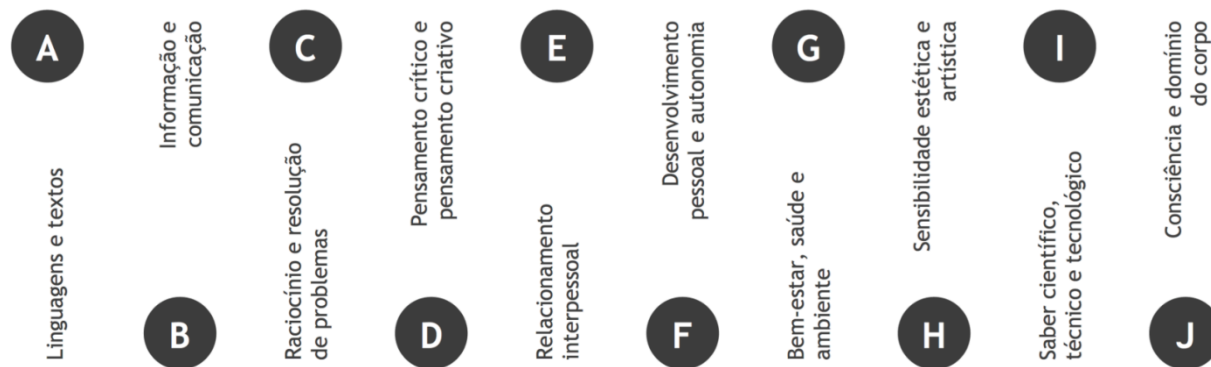 A
Linguagens e textos
B
Informação e
comunicação
C
Raciocínio e resolução
de problemas
D
Pensamento crítico e
pensamento criativo
E
Relacionamento
interpessoal
F
Desenvolvimento
pessoal e autonomia
G
Bem-estar, saúde e
ambiente
H
Sensibilidade estética e
artística
I
Saber científico,
técnico e tecnológico
J
Consciência e domínio
do corpo